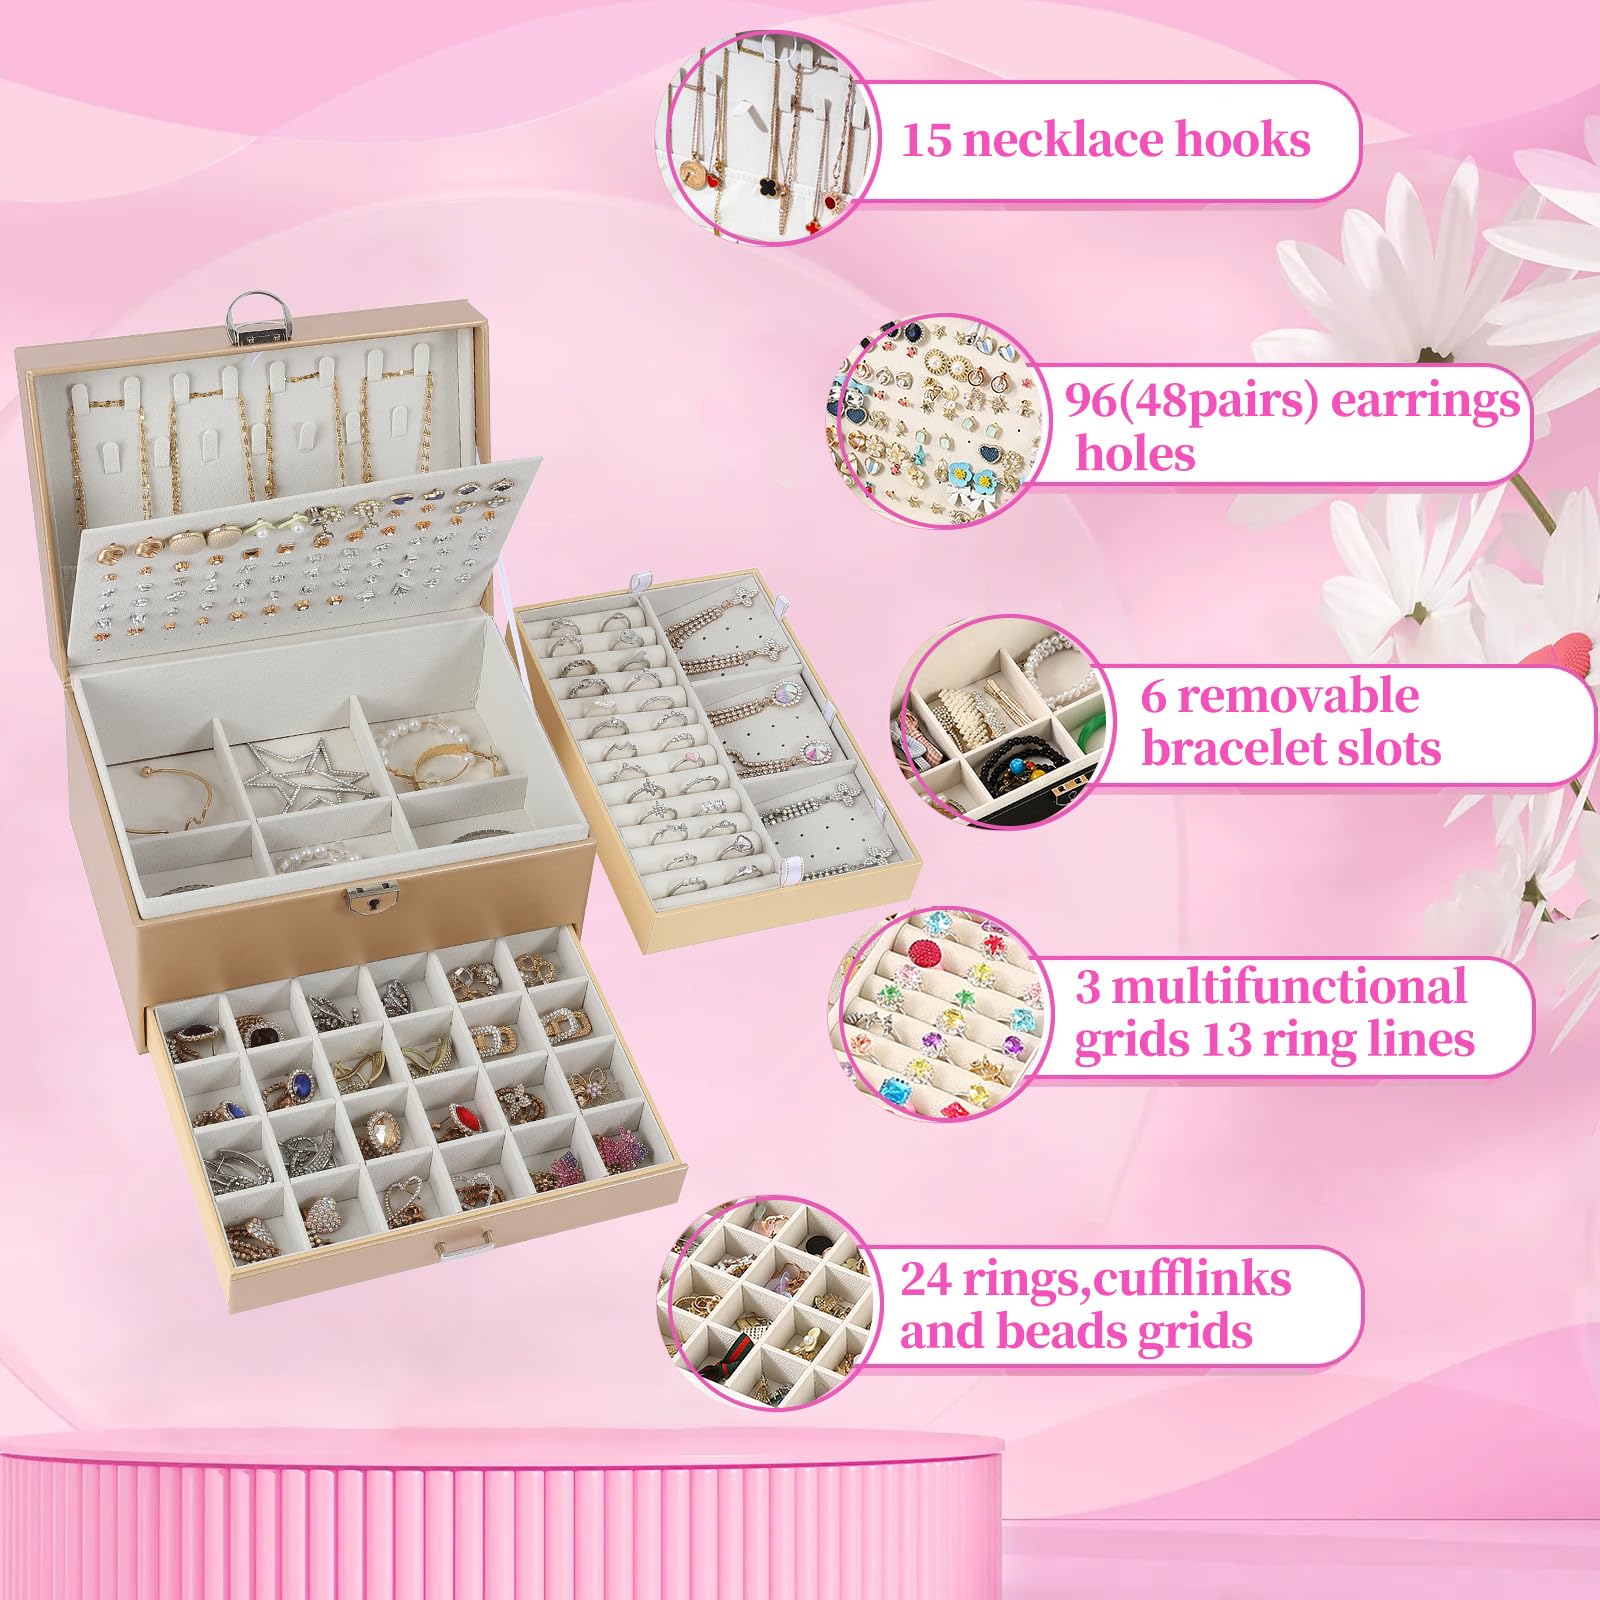 15 necklace hooks
96(48pairs) earrings
holes
6 removable
bracelet slots
3 multifunctional
grids 13 ring lines
24 rings,cufflinks
and beads grids